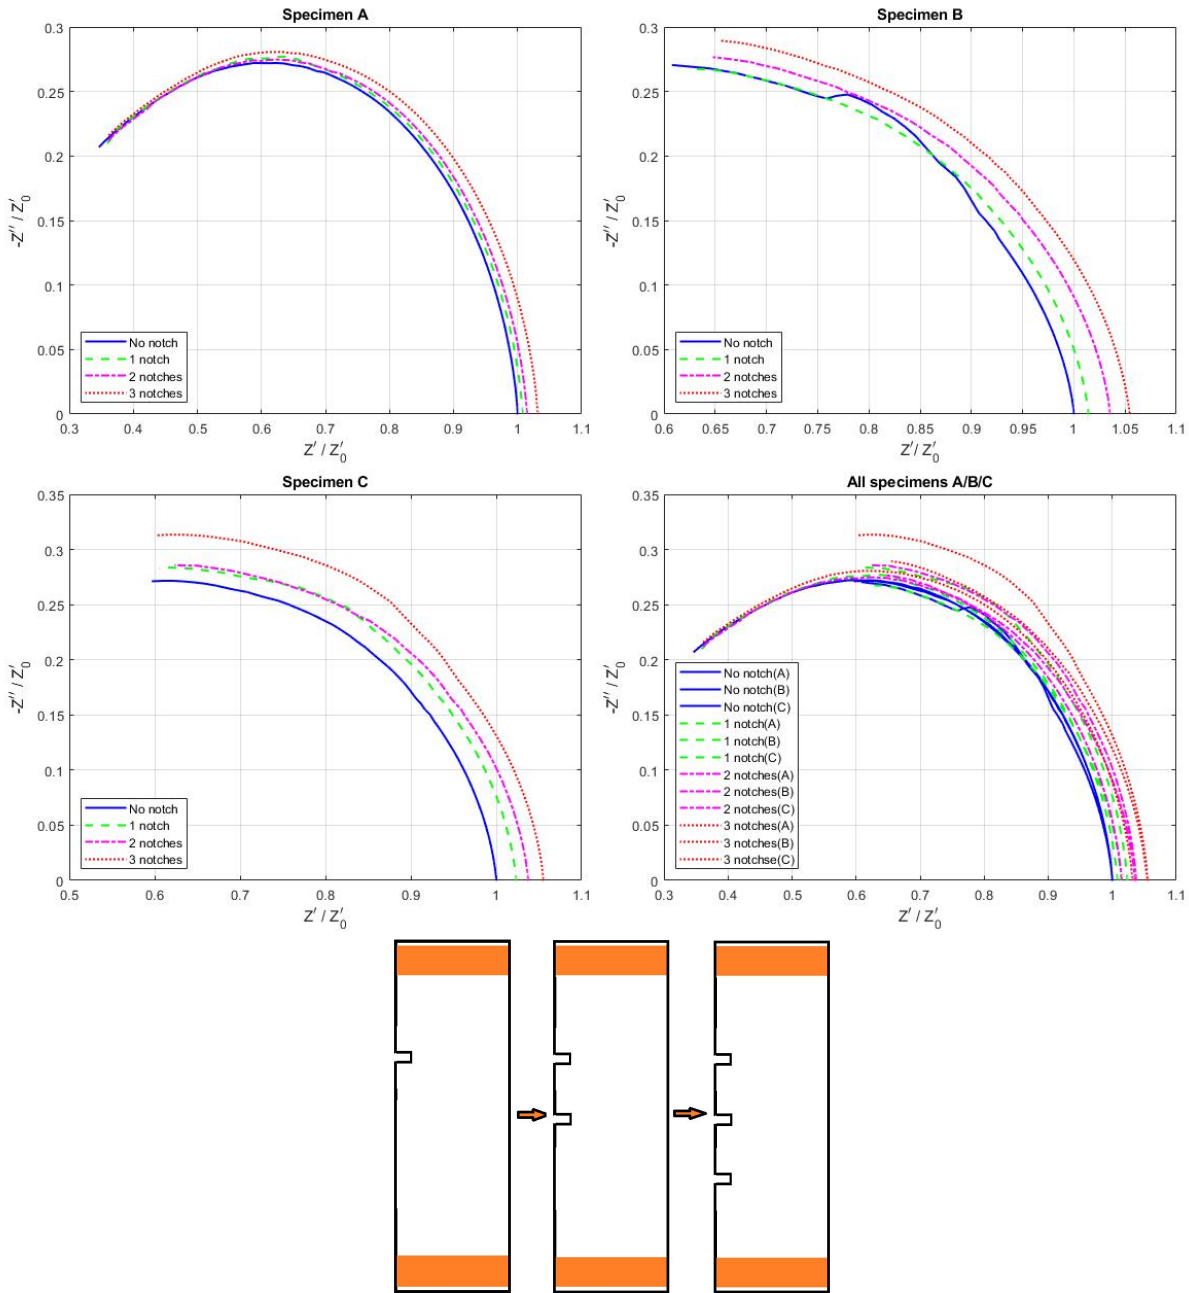 Specimen A
0.3
0.25
0.2
0.15
0.1
0.05
0
-Z'' / Z'₀
No notch
1 notch
2 notches
3 notches
0.3 0.4 0.5 0.6 0.7 0.8 0.9 1 1.1
Z' / Z'₀
Specimen B
0.3
0.25
0.2
0.15
0.1
0.05
0
-Z'' / Z'₀
No notch
1 notch
2 notches
3 notches
0.6 0.65 0.7 0.75 0.8 0.85 0.9 0.95 1 1.05 1.1
Z' / Z'₀
Specimen C
0.35
0.3
0.25
0.2
0.15
0.1
0.05
0
-Z'' / Z'₀
No notch
1 notch
2 notches
3 notches
0.5 0.6 0.7 0.8 0.9 1 1.1
Z' / Z'₀
All specimens A/B/C
0.35
0.3
0.25
0.2
0.15
0.1
0.05
0
-Z'' / Z'₀
No notch(A)
No notch(B)
No notch(C)
1 notch(A)
1 notch(B)
1 notch(C)
2 notches(A)
2 notches(B)
2 notches(C)
3 notches(A)
3 notches(B)
3 notchse(C)
0.3 0.4 0.5 0.6 0.7 0.8 0.9 1 1.1
Z' / Z'₀